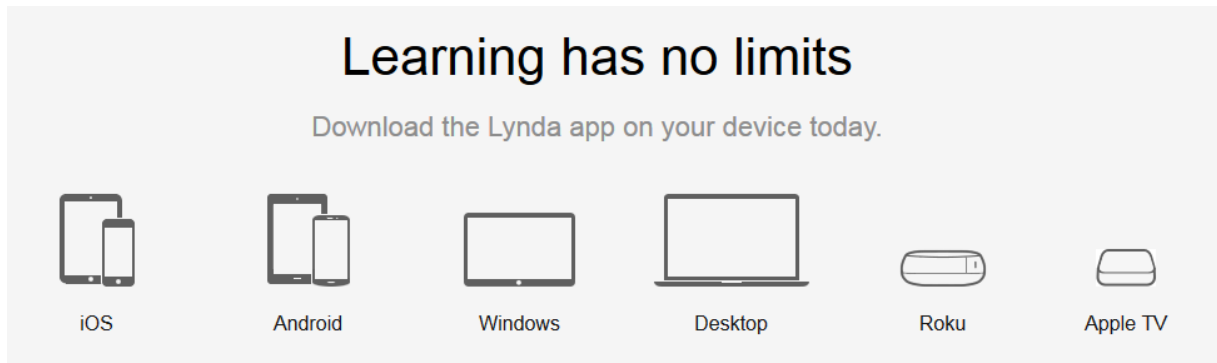 Learning has no limits
Download the Lynda app on your device today.
iOS Android Windows Desktop Roku Apple TV